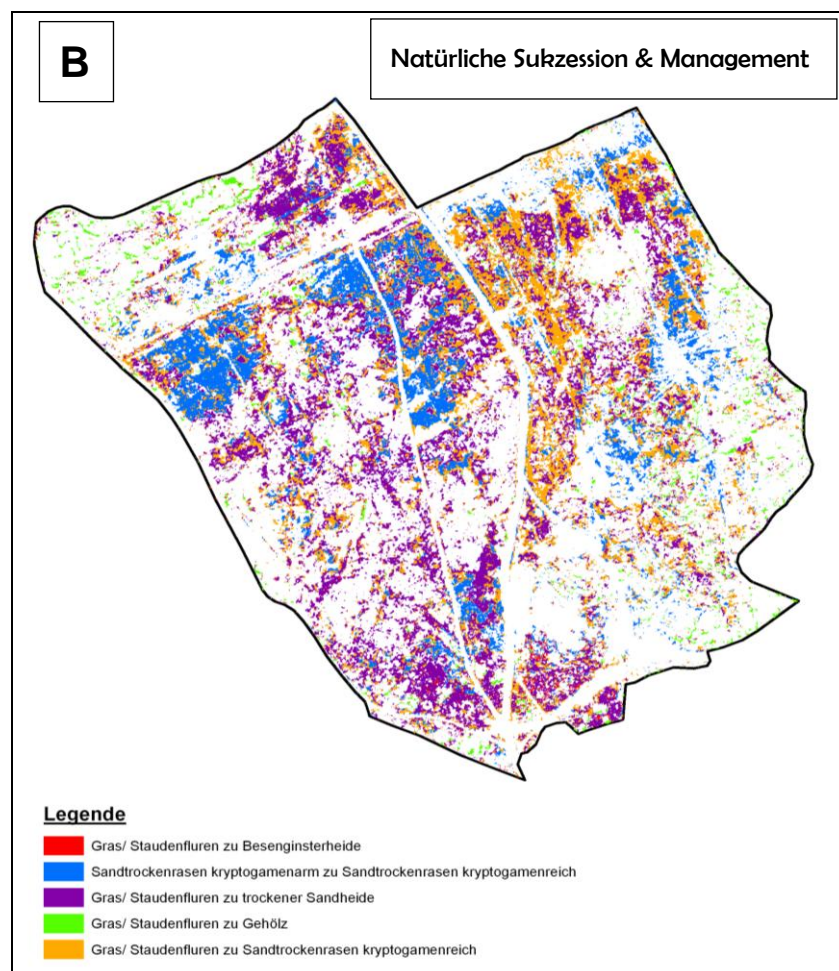 B
Natürliche Sukzession & Management
Legende
Gras/ Staudenfluren zu Besenginsterheide
Sandtrockenrasen kryptogamenarm zu Sandtrockenrasen kryptogamenreich
Gras/ Staudenfluren zu trockener Sandheide
Gras/ Staudenfluren zu Gehölz
Gras/ Staudenfluren zu Sandtrockenrasen kryptogamenreich